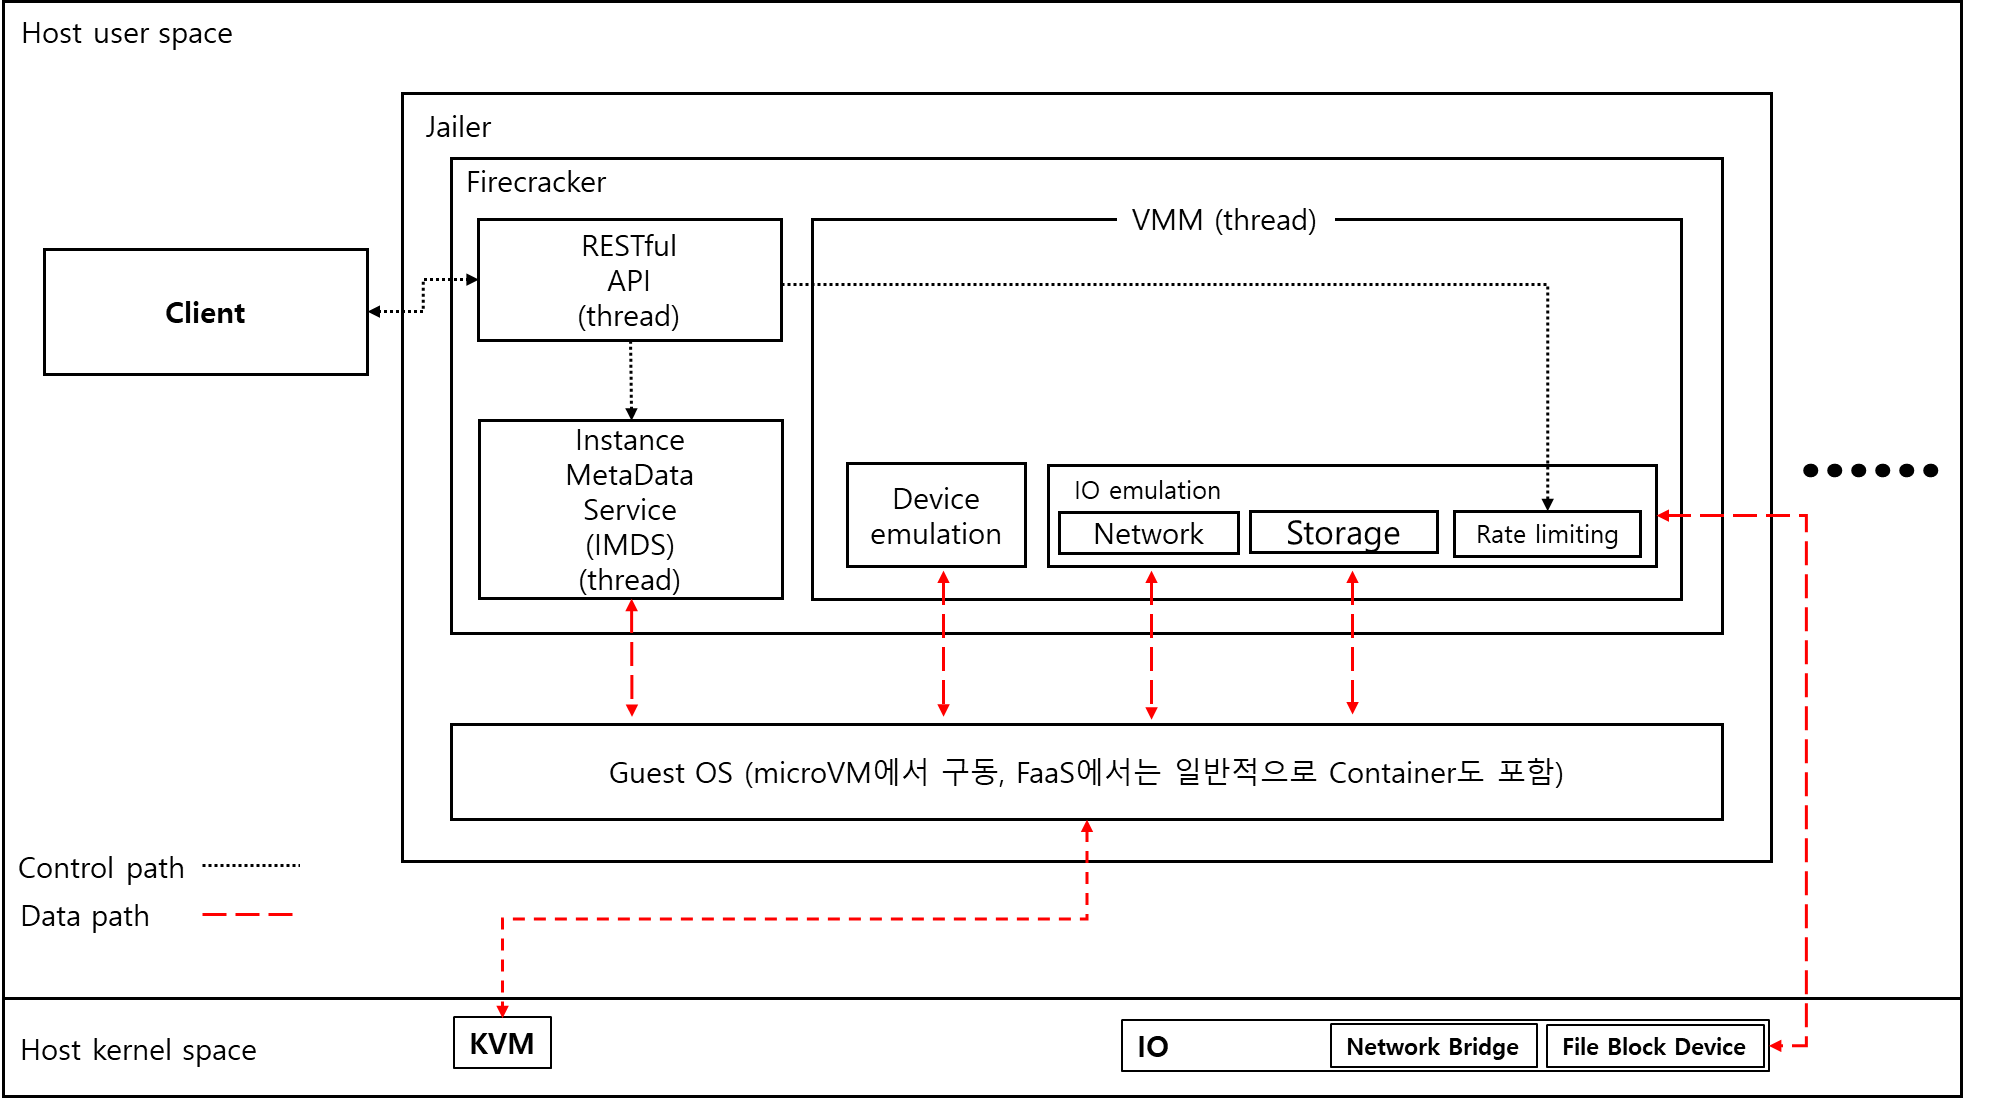 Host user space
Jailer
Firecracker
VMM (thread)
RESTful
API
(thread)
Client
Instance
MetaData
Service
(IMDS)
(thread)
Device
emulation
IO emulation
Network
Storage
Rate limiting
Guest OS (microVM에서 구동, FaaS에서는 일반적으로 Container도 포함)
Control path
Data path
Host kernel space
KVM
IO
Network Bridge
File Block Device